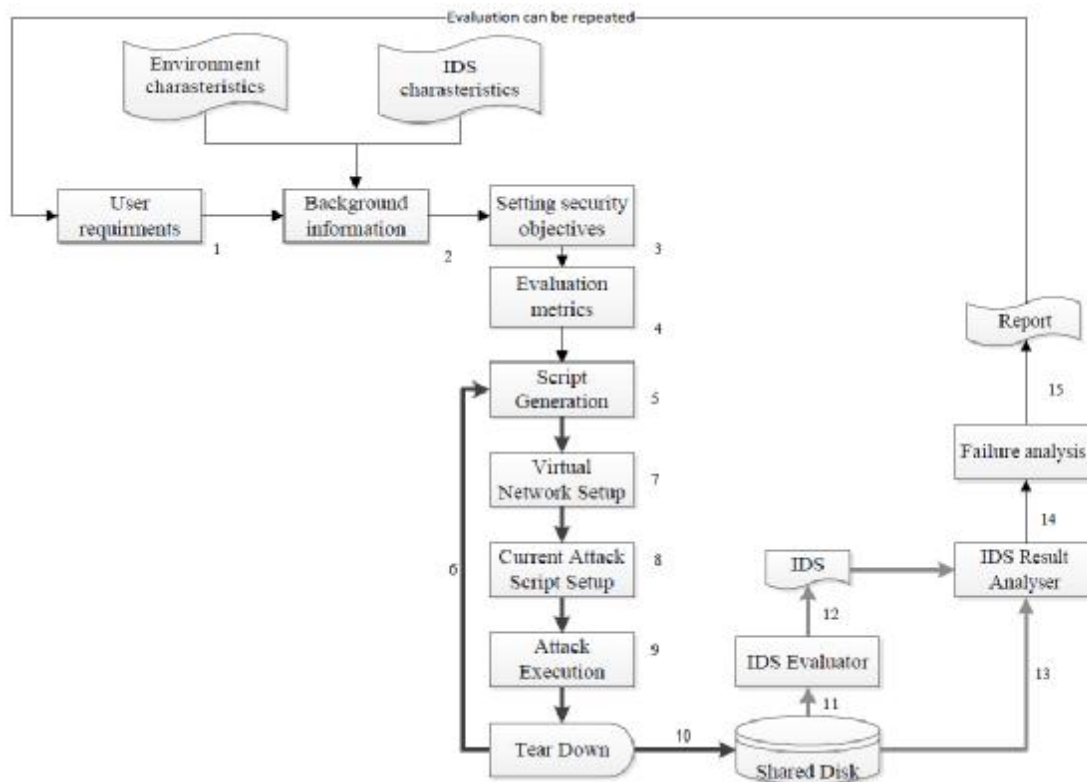 Evaluation can be repeated
Environment
charasteristics
IDS
charasteristics
User
requirments
1
Background
information
2
Setting security
objectives
3
Evaluation
metrics
4
Script
Generation
5
Virtual
Network Setup
7
Current Attack
Script Setup
8
6
Attack
Execution
9
Tear Down
10
Shared Disk
11
IDS Evaluator
12
IDS
13
IDS Result
Analyser
14
Failure analysis
15
Report